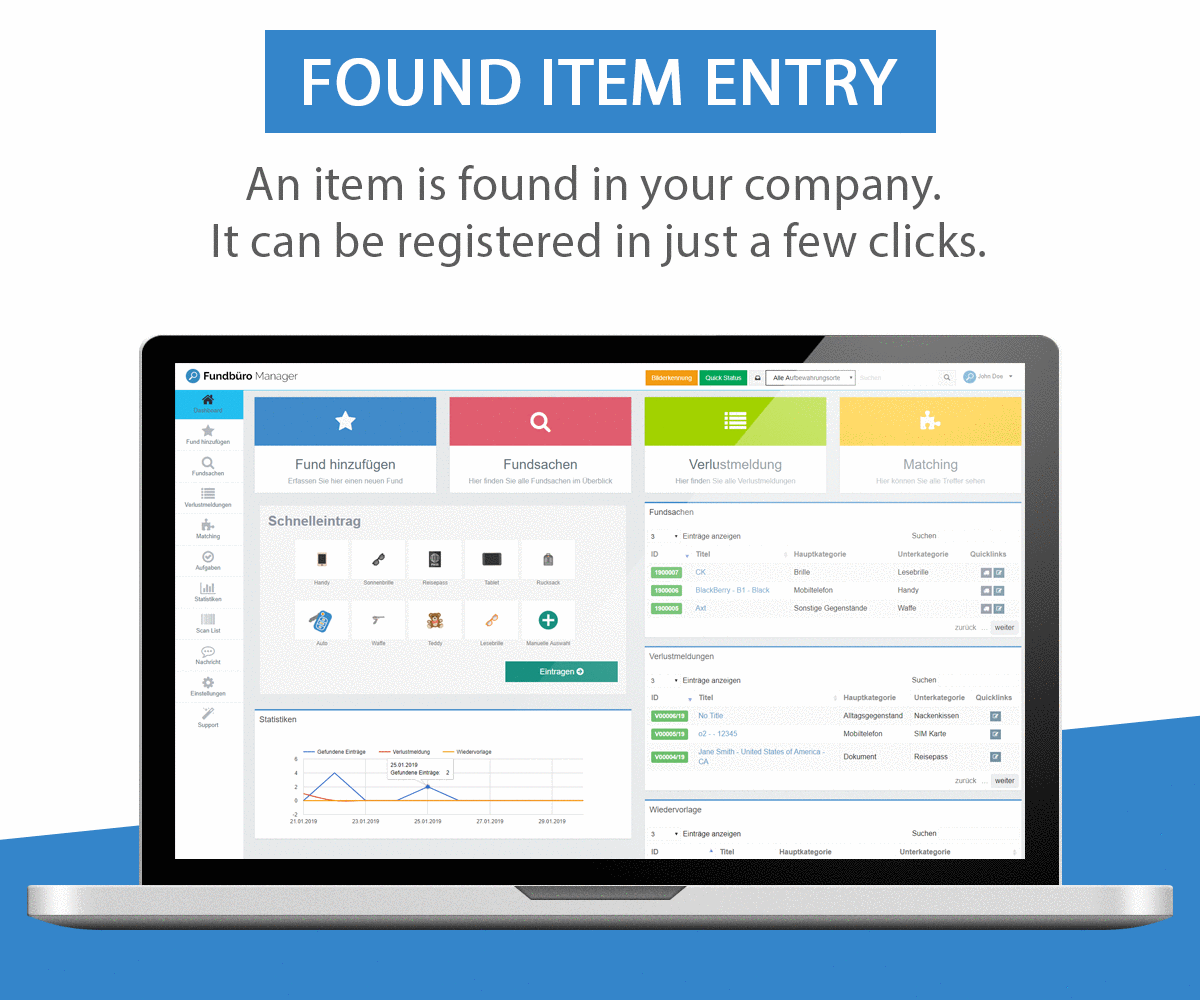 FOUND ITEM ENTRY
An item is found in your company.
It can be registered in just a few clicks.
Fundbüro Manager
Bilderkennung
Quick Status
Alle Aufbewahrungsorte
Suchen
John Doe
Dashboard
Fund hinzufügen
Fundsachen
Verlustmeldungen
Matching
Aufgaben
Statistiken
Scan List
Nachricht
Einstellungen
Support
Fund hinzufügen
Erfassen Sie hier einen neuen Fund
Fundsachen
Hier finden Sie alle Fundsachen im Überblick
Verlustmeldung
Hier finden Sie alle Verlustmeldungen
Matching
Hier können Sie alle Treffer sehen
Schnelleintrag
Handy Sonnenbrille Reisepass Tablet Rucksack
Auto Waffe Teddy Lesebrille Manuelle Auswahl
Eintragen
Statistiken
Gefundene Einträge Verlustmeldung Wiedervorlage
25.01.2019
Gefundene Einträge: 2
6
4
2
0
-2
21.01.2019 23.01.2019 25.01.2019 27.01.2019 29.01.2019
Fundsachen
3 Einträge anzeigen Suchen
ID Titel Hauptkategorie Unterkategorie Quicklinks
1900007 CK Brille Lesebrille
1900006 BlackBerry - B1 - Black Mobiltelefon Handy
1900005 Axt Sonstige Gegenstände Waffe
zurück ... weiter
Verlustmeldungen
3 Einträge anzeigen Suchen
ID Titel Hauptkategorie Unterkategorie Quicklinks
V00006/19 No Title Alltagsgegenstand Nackenkissen
V00005/19 o2 - - 12345 Mobiltelefon SIM Karte
V00004/19 Jane Smith - United States of America - Dokument Reisepass
CA
zurück ... weiter
Wiedervorlage
3 Einträge anzeigen Suchen
ID Titel Hauptkategorie Unterkategorie